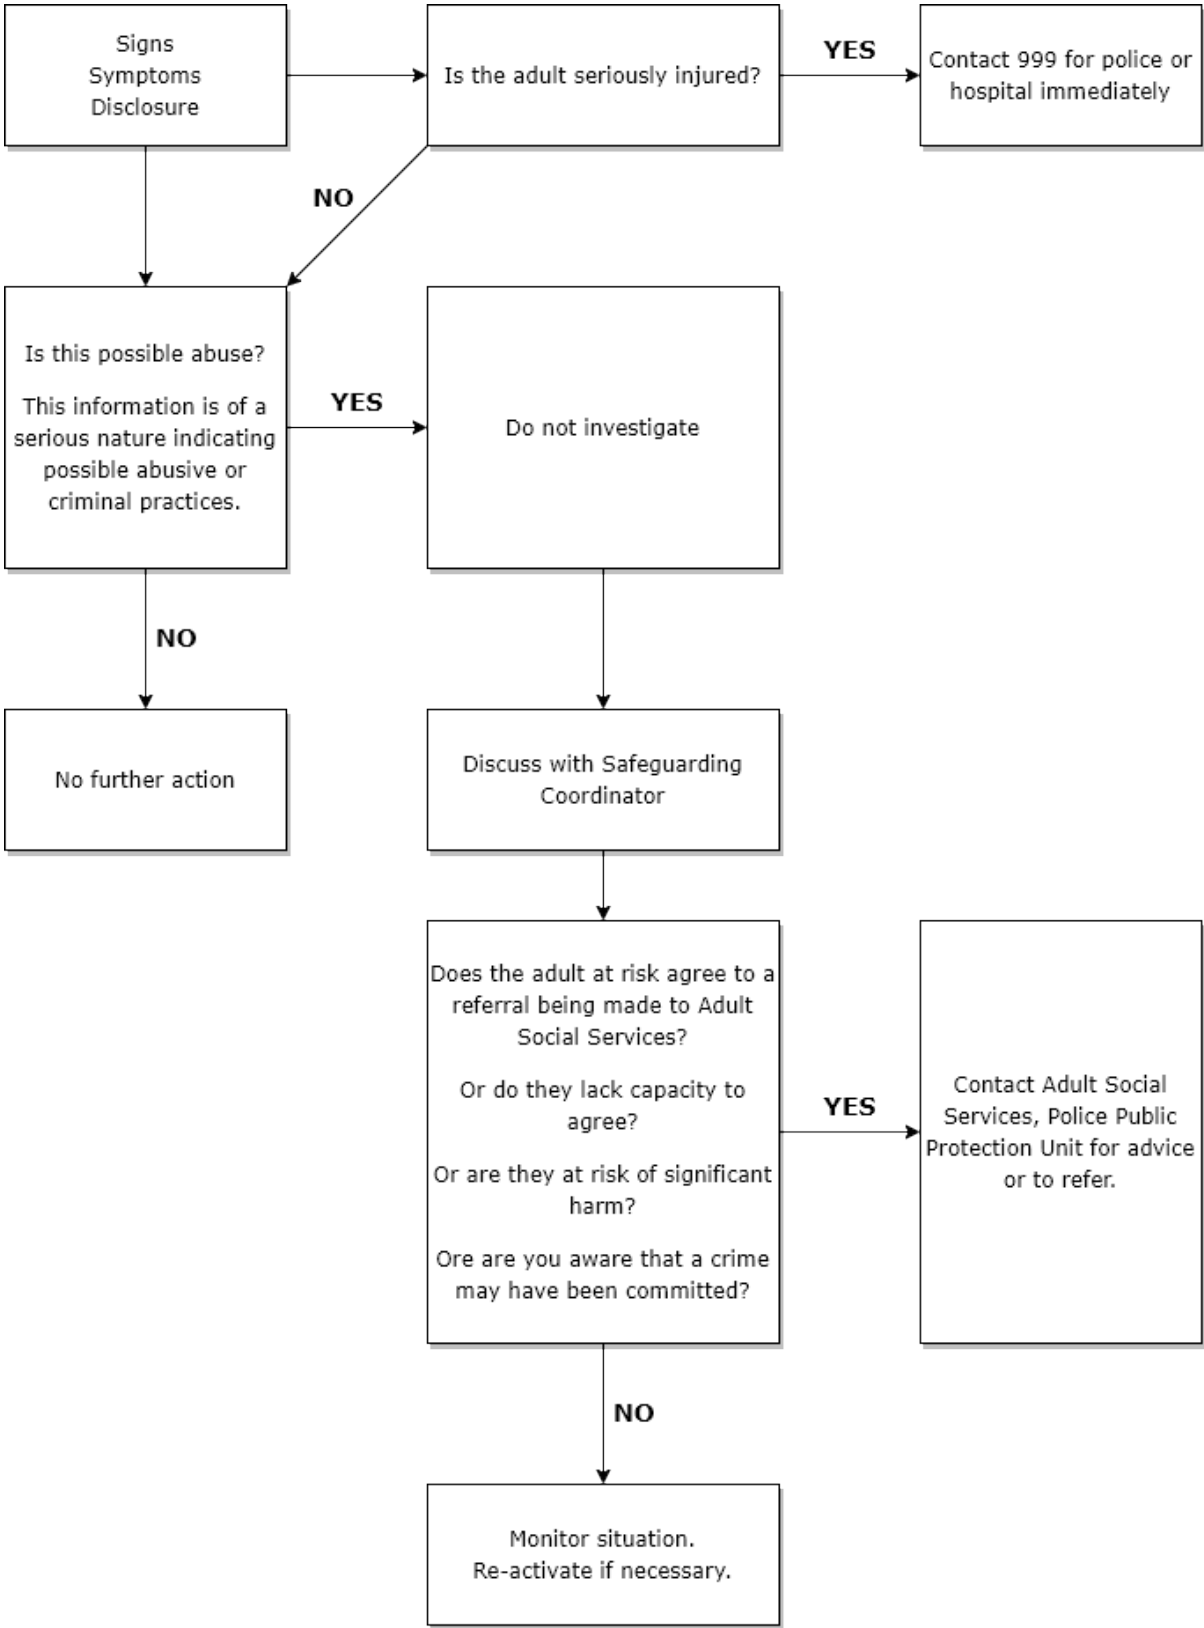 Signs
Symptoms
Disclosure
Is the adult seriously injured?
YES
Contact 999 for police or
hospital immediately
NO
Is this possible abuse?
This information is of a
serious nature indicating
possible abusive or
criminal practices.
YES
Do not investigate
NO
No further action
Discuss with Safeguarding
Coordinator
Does the adult at risk agree to a
referral being made to Adult
Social Services?
Or do they lack capacity to
agree?
Or are they at risk of significant
harm?
Ore are you aware that a crime
may have been committed?
YES
Contact Adult Social
Services, Police Public
Protection Unit for advice
or to refer.
NO
Monitor situation.
Re-activate if necessary.